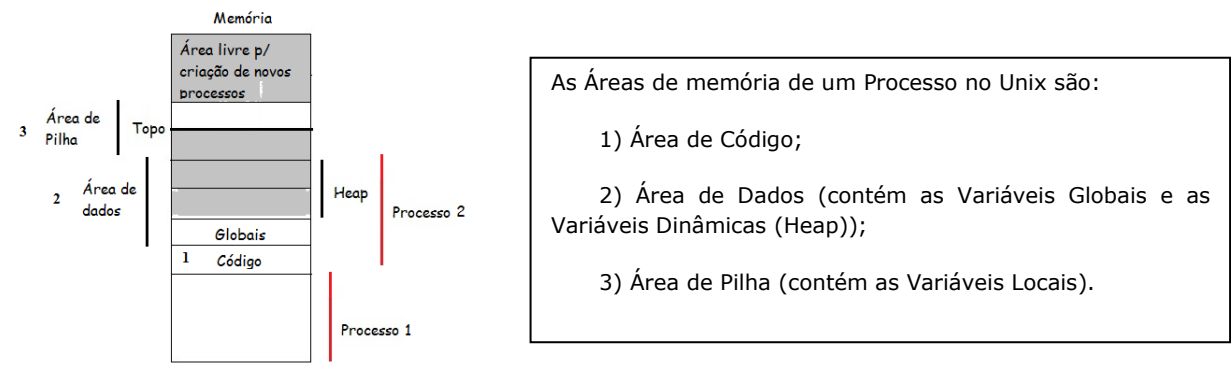 Memória
Área livre p/
criação de novos
processos
3 Área de
Pilha
Topo
2 Área de
dados
Heap
Processo 2
Globais
1 Código
Processo 1
As Áreas de memória de um Processo no Unix são:
1) Área de Código;
2) Área de Dados (contém as Variáveis Globais e as
Variáveis Dinâmicas (Heap));
3) Área de Pilha (contém as Variáveis Locais).